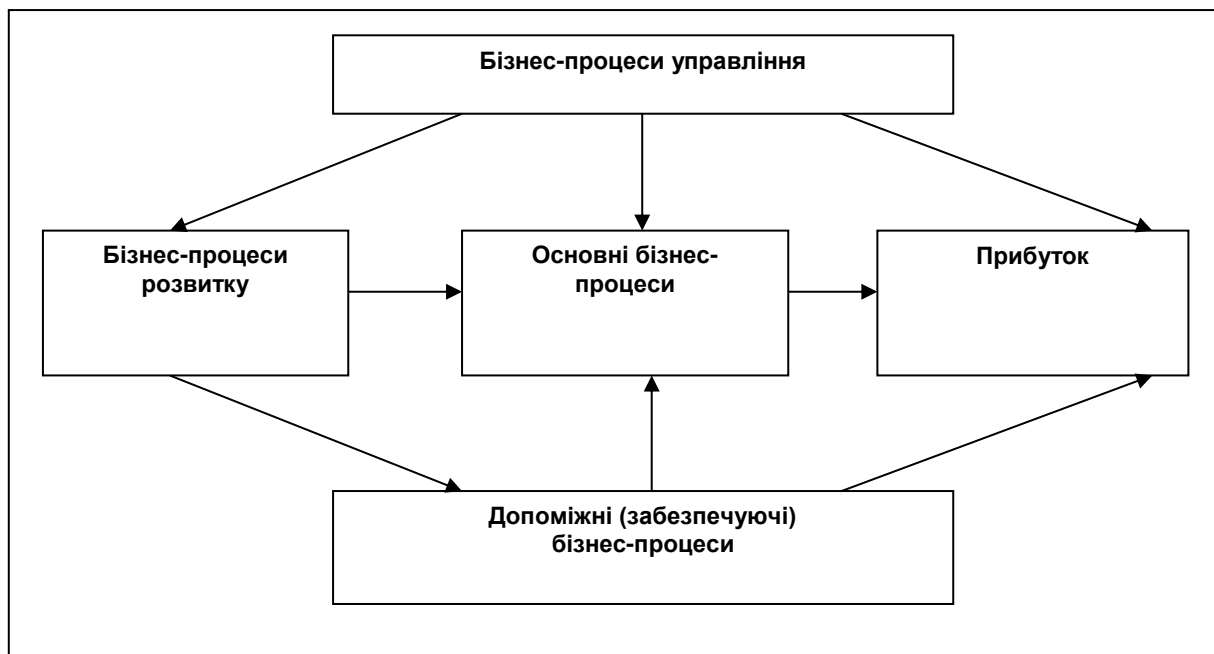 Бізнес-процеси управління
Бізнес-процеси
розвитку
Основні бізнес-
процеси
Прибуток
Допоміжні (забезпечуючі)
бізнес-процеси